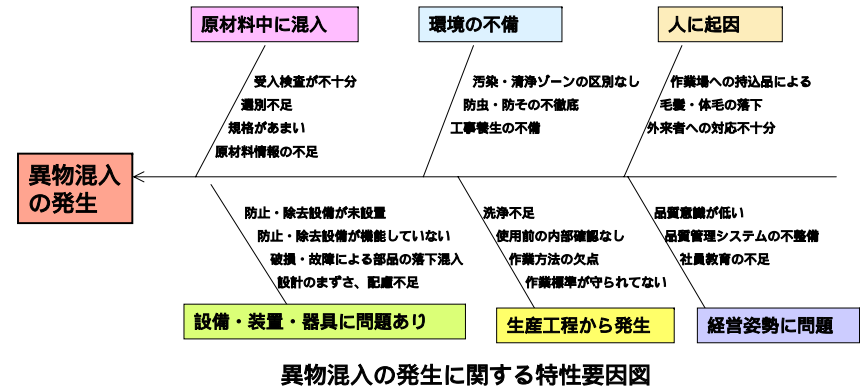 原材料中に混入
環境の不備
人に起因
受入検査が不十分
選別不足
規格があまい
原材料情報の不足
汚染・清浄ゾーンの区別なし
防虫・防その不徹底
工事養生の不備
作業場への持込品による
毛髪・体毛の落下
外来者への対応不十分
異物混入
の発生
防止・除去設備が未設置
防止・除去設備が機能していない
破損・故障による部品の落下混入
設計のまずさ、配慮不足
洗浄不足
使用前の内部確認なし
作業方法の欠点
作業標準が守られてない
品質意識が低い
品質管理システムの不整備
社員教育の不足
設備・装置・器具に問題あり
生産工程から発生
経営姿勢に問題
異物混入の発生に関する特性要因図